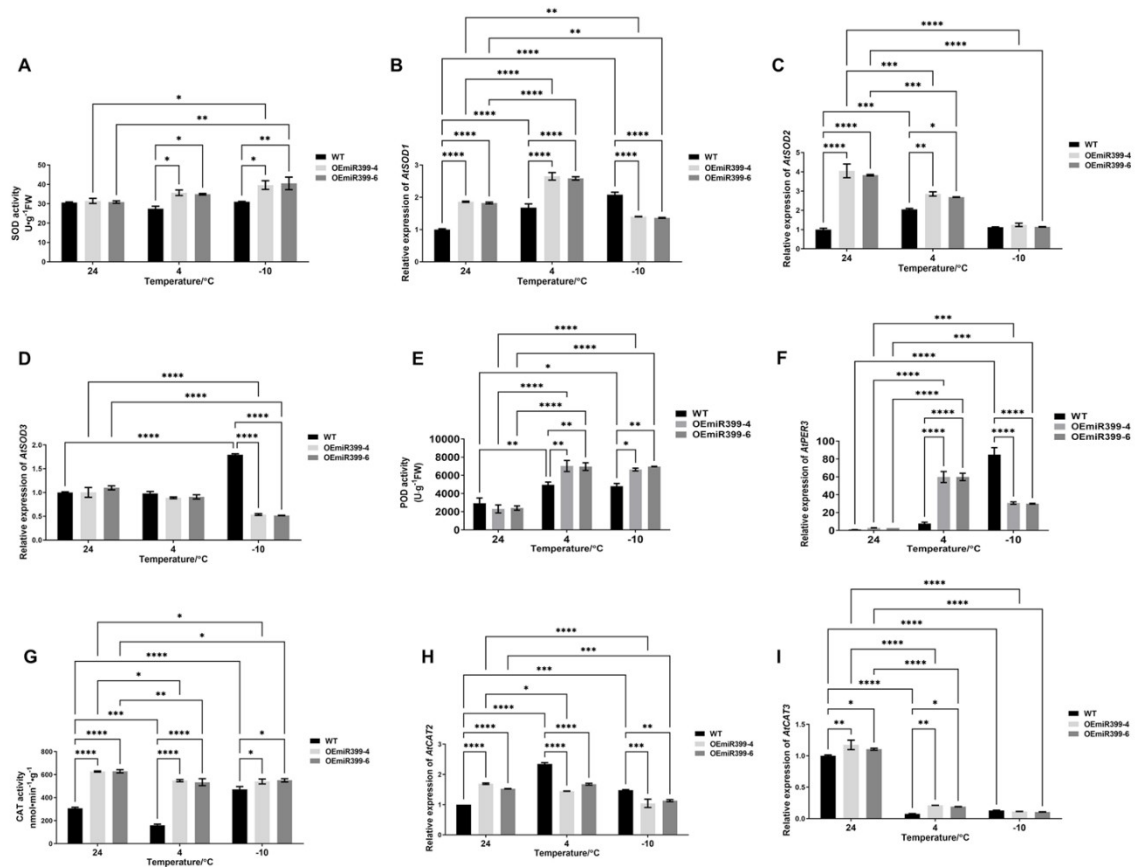 A
*
**
* **
* *
WT
OEmiR399-4
OEmiR399-6
SOD activity
U•g⁻¹FW
50
40
30
20
10
0
24 4 -10
Temperature/°C
B
**
**
****
****
****
****
**** **** ****
**** **** ****
WT
OEmiR399-4
OEmiR399-6
Relative expression of AtSOD1
3
2
1
0
24 4 -10
Temperature/°C
C
****
****
***
***
***
**** *
**** **
WT
OEmiR399-4
OEmiR399-6
Relative expression of AtSOD2
5
4
3
2
1
0
24 4 -10
Temperature/°C
D
****
****
****
****
****
WT
OEmiR399-4
OEmiR399-6
Relative expression of AtSOD3
2.0
1.5
1.0
0.5
0.0
24 4 -10
Temperature/°C
E
****
****
*
****
****
** **
** ** *
WT
OEmiR399-4
OEmiR399-6
POD activity
(U·g⁻¹FW)
10000
8000
6000
4000
2000
0
24 4 -10
Temperature/°C
F
***
***
****
****
****
**** ****
**** ****
WT
OEmiR399-4
OEmiR399-6
Relative expression of AtPER3
100
80
60
40
20
0
24 4 -10
Temperature/°C
G
*
*
****
*
**
***
**** **** *
**** **** *
WT
OEmiR399-4
OEmiR399-6
CAT activity
nmol•min⁻¹•g⁻¹
800
600
400
200
0
24 4 -10
Temperature/°C
H
****
***
***
*
****
**** **** **
**** ***
WT
OEmiR399-4
OEmiR399-6
Relative expression of AtCAT2
3
2
1
0
24 4 -10
Temperature/°C
I
****
****
****
****
****
****
* *
** **
WT
OEmiR399-4
OEmiR399-6
Relative expression of AtCAT3
1.5
1.0
0.5
0.0
24 4 -10
Temperature/°C